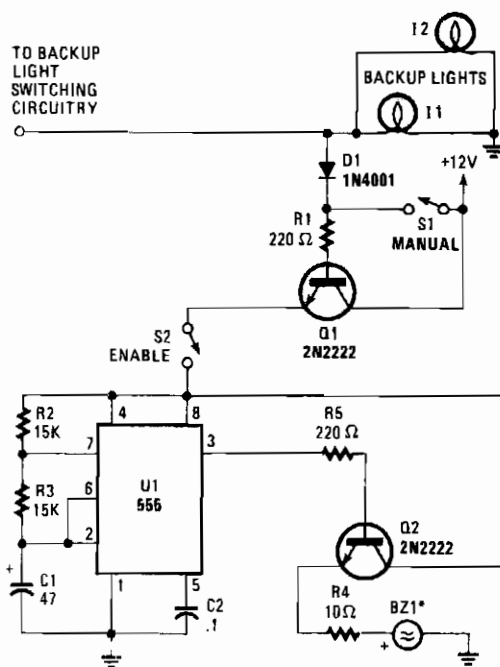 I2
TO BACKUP
LIGHT
SWITCHING
CIRCUITRY
BACKUP LIGHTS
I1
D1
1N4001
+12V
R1
220 Ω
S1
MANUAL
Q1
2N2222
S2
ENABLE
R2
15K
4
8
R5
220 Ω
7
3
R3
15K
6
U1
555
2
Q2
2N2222
+
C1
47
1
5
C2
.1
R4
10Ω
BZ1*
+